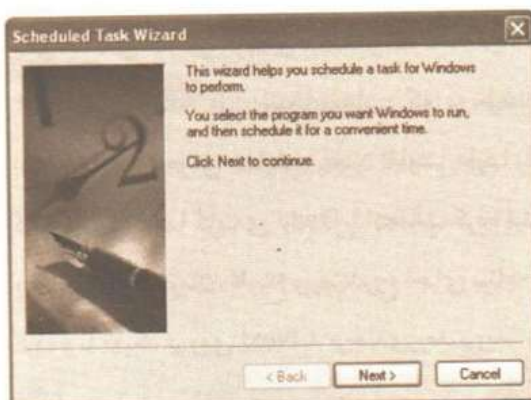 Scheduled Task Wizard
This wizard helps you schedule a task for Windows
to perform.
You select the program you want Windows to run,
and then schedule it for a convenient time.
Click Next to continue.
< Back Next > Cancel